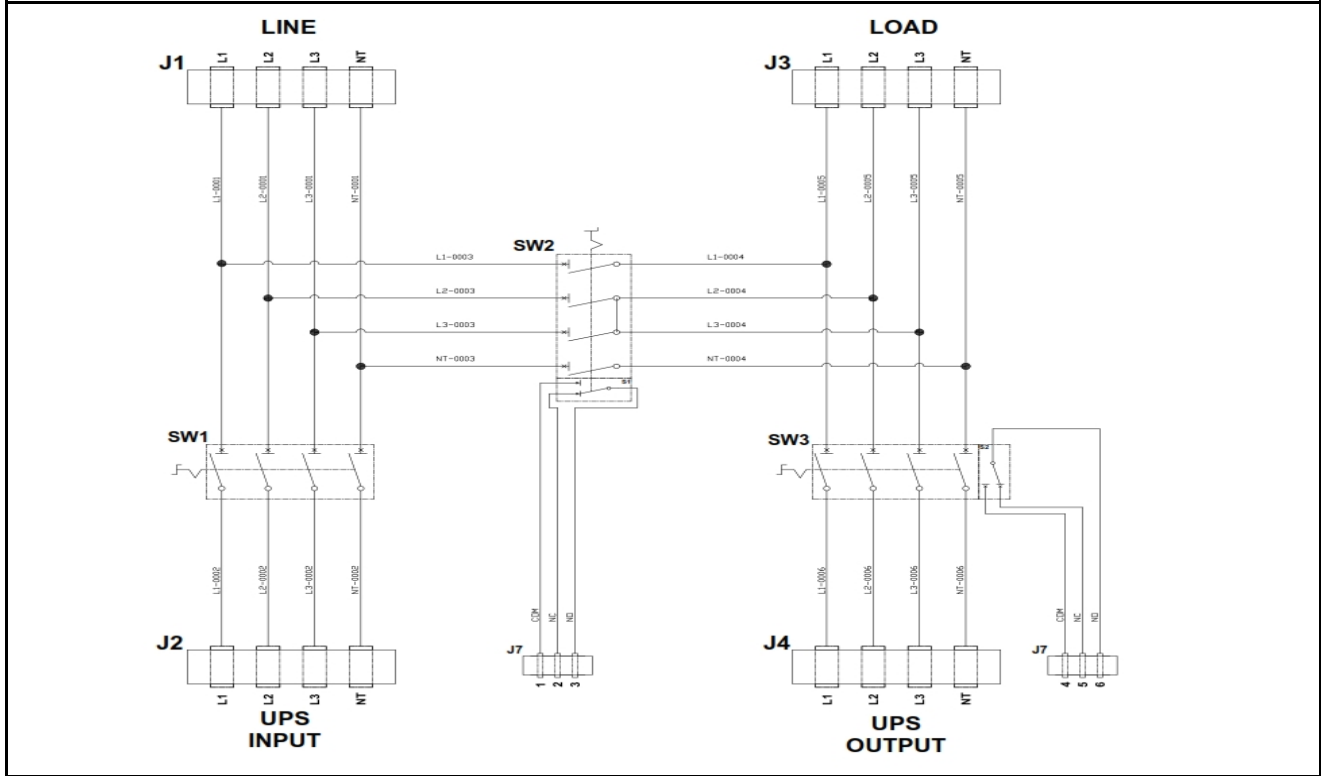 LINE
LOAD
J1
L1
L2
L3
NT
J3
L1
L2
L3
NT
L1-0001
L2-0001
L3-0001
NT-0001
L1-0005
L2-0005
L3-0005
NT-0005
SW2
L1-0003
L1-0004
L2-0003
L2-0004
L3-0003
L3-0004
NT-0003
NT-0004
S1
SW1
SW3
S2
L1-0002
L2-0002
L3-0002
NT-0002
COM
NC
NO
L1-0006
L2-0006
L3-0006
NT-0006
COM
NC
NO
J2
L1
L2
L3
NT
J7
1
2
3
J4
L1
L2
L3
NT
J7
4
5
6
UPS
INPUT
UPS
OUTPUT